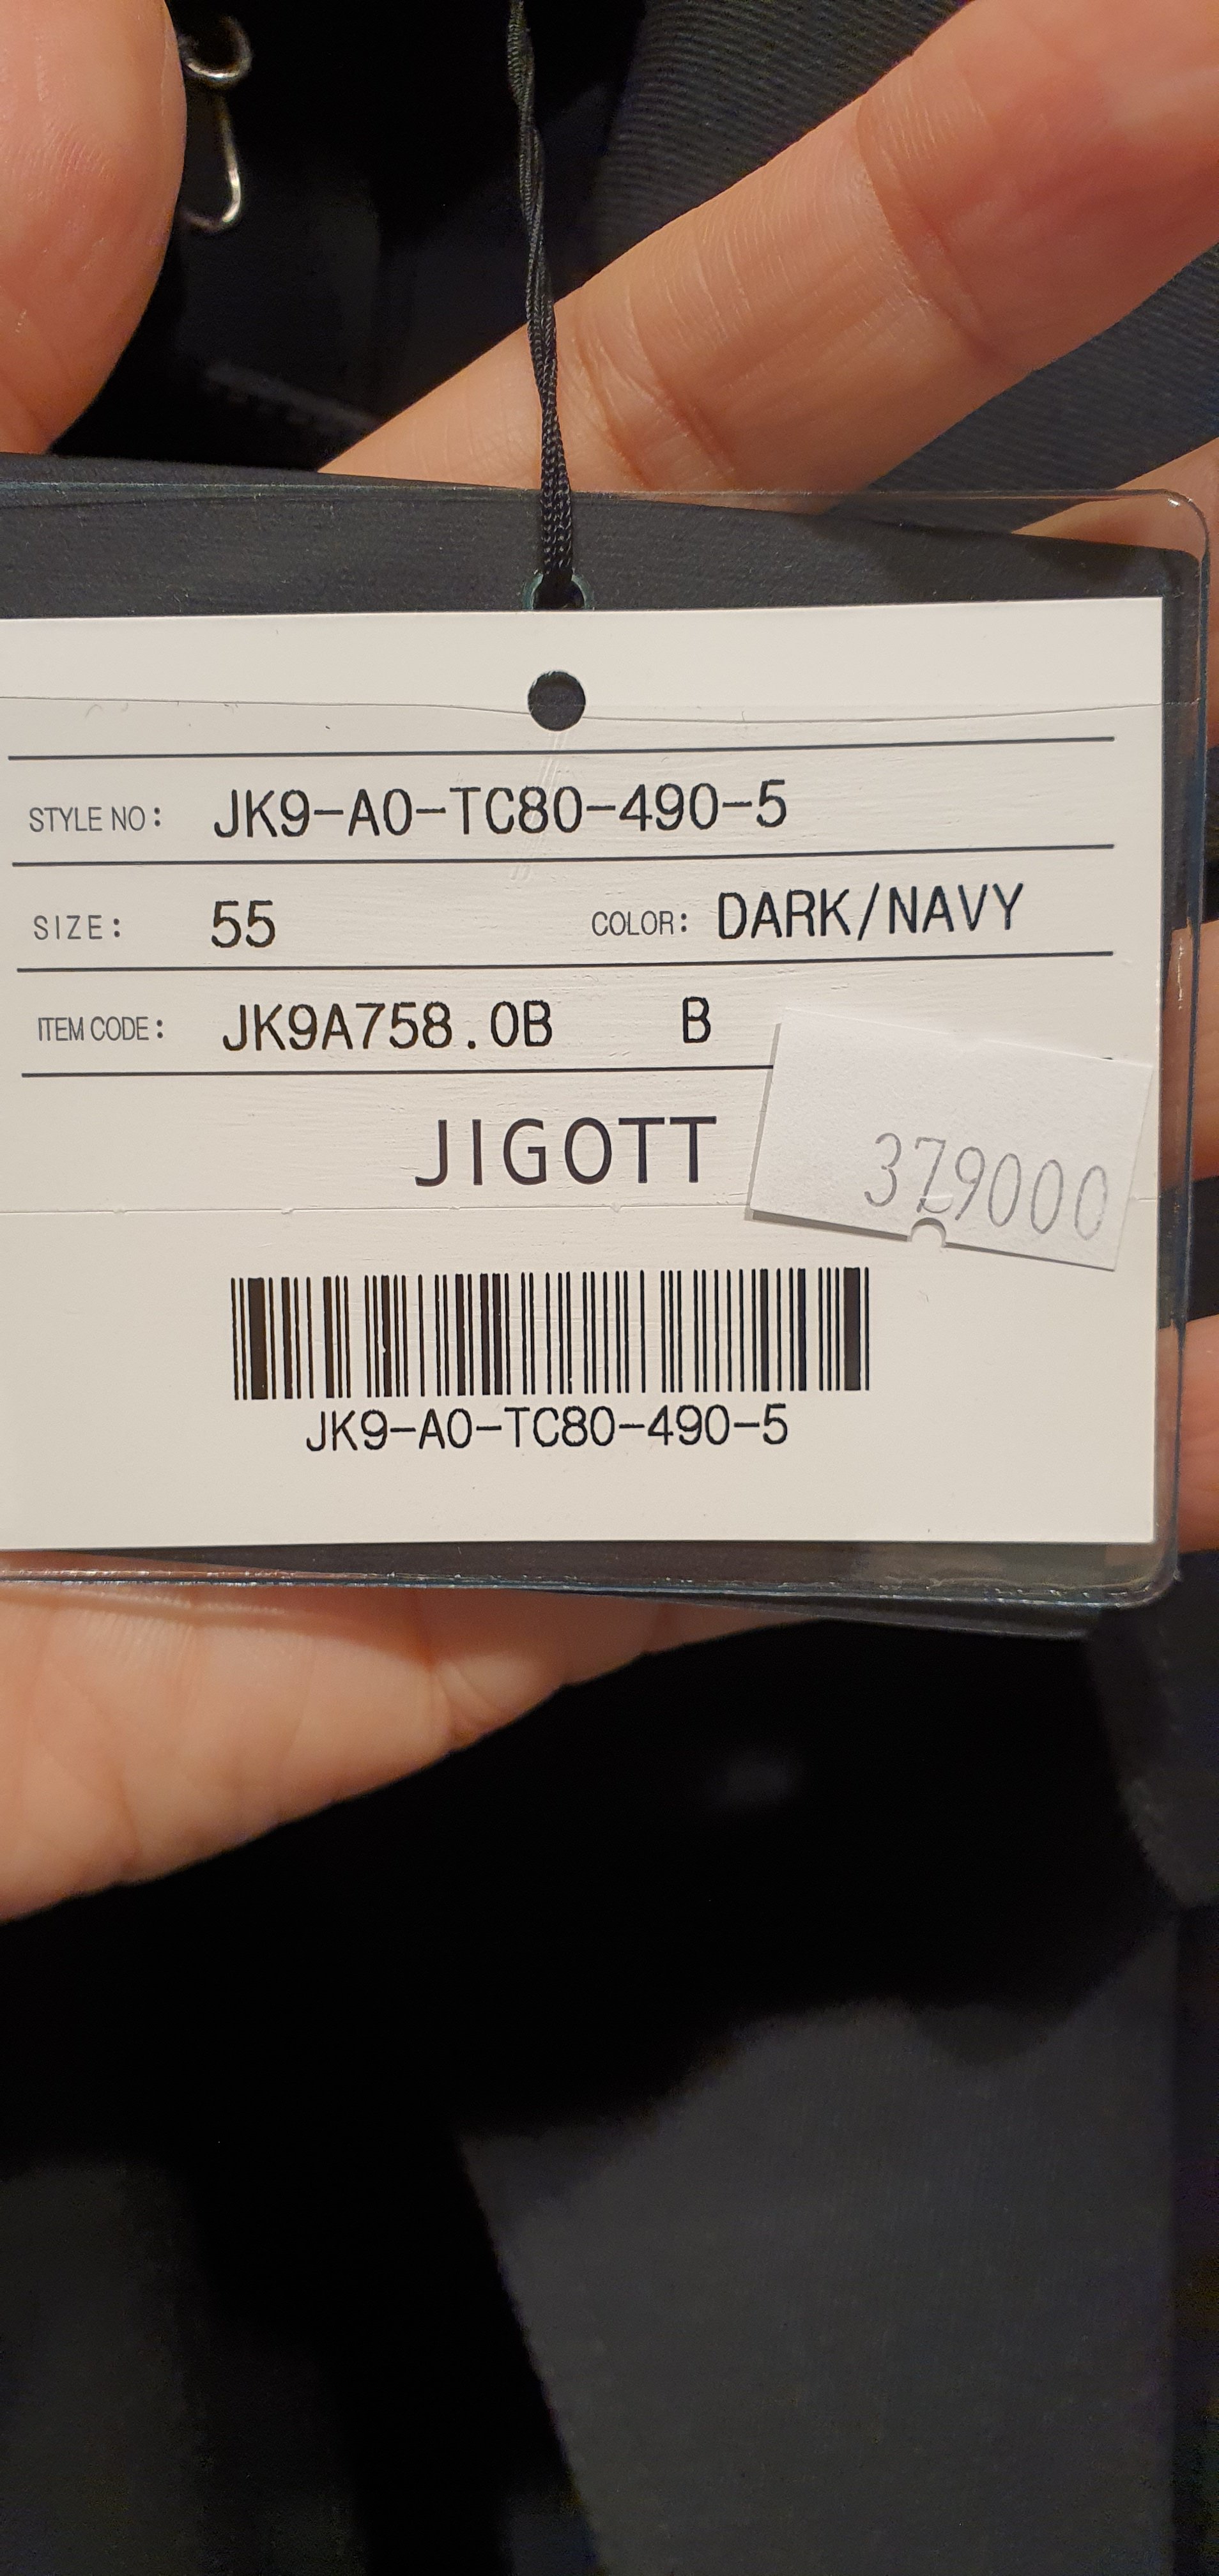 STYLE NO: JK9-A0-TC80-490-5
SIZE: 55 COLOR: DARK/NAVY
ITEM CODE: JK9A758.0B B
JIGOTT
379000
JK9-A0-TC80-490-5